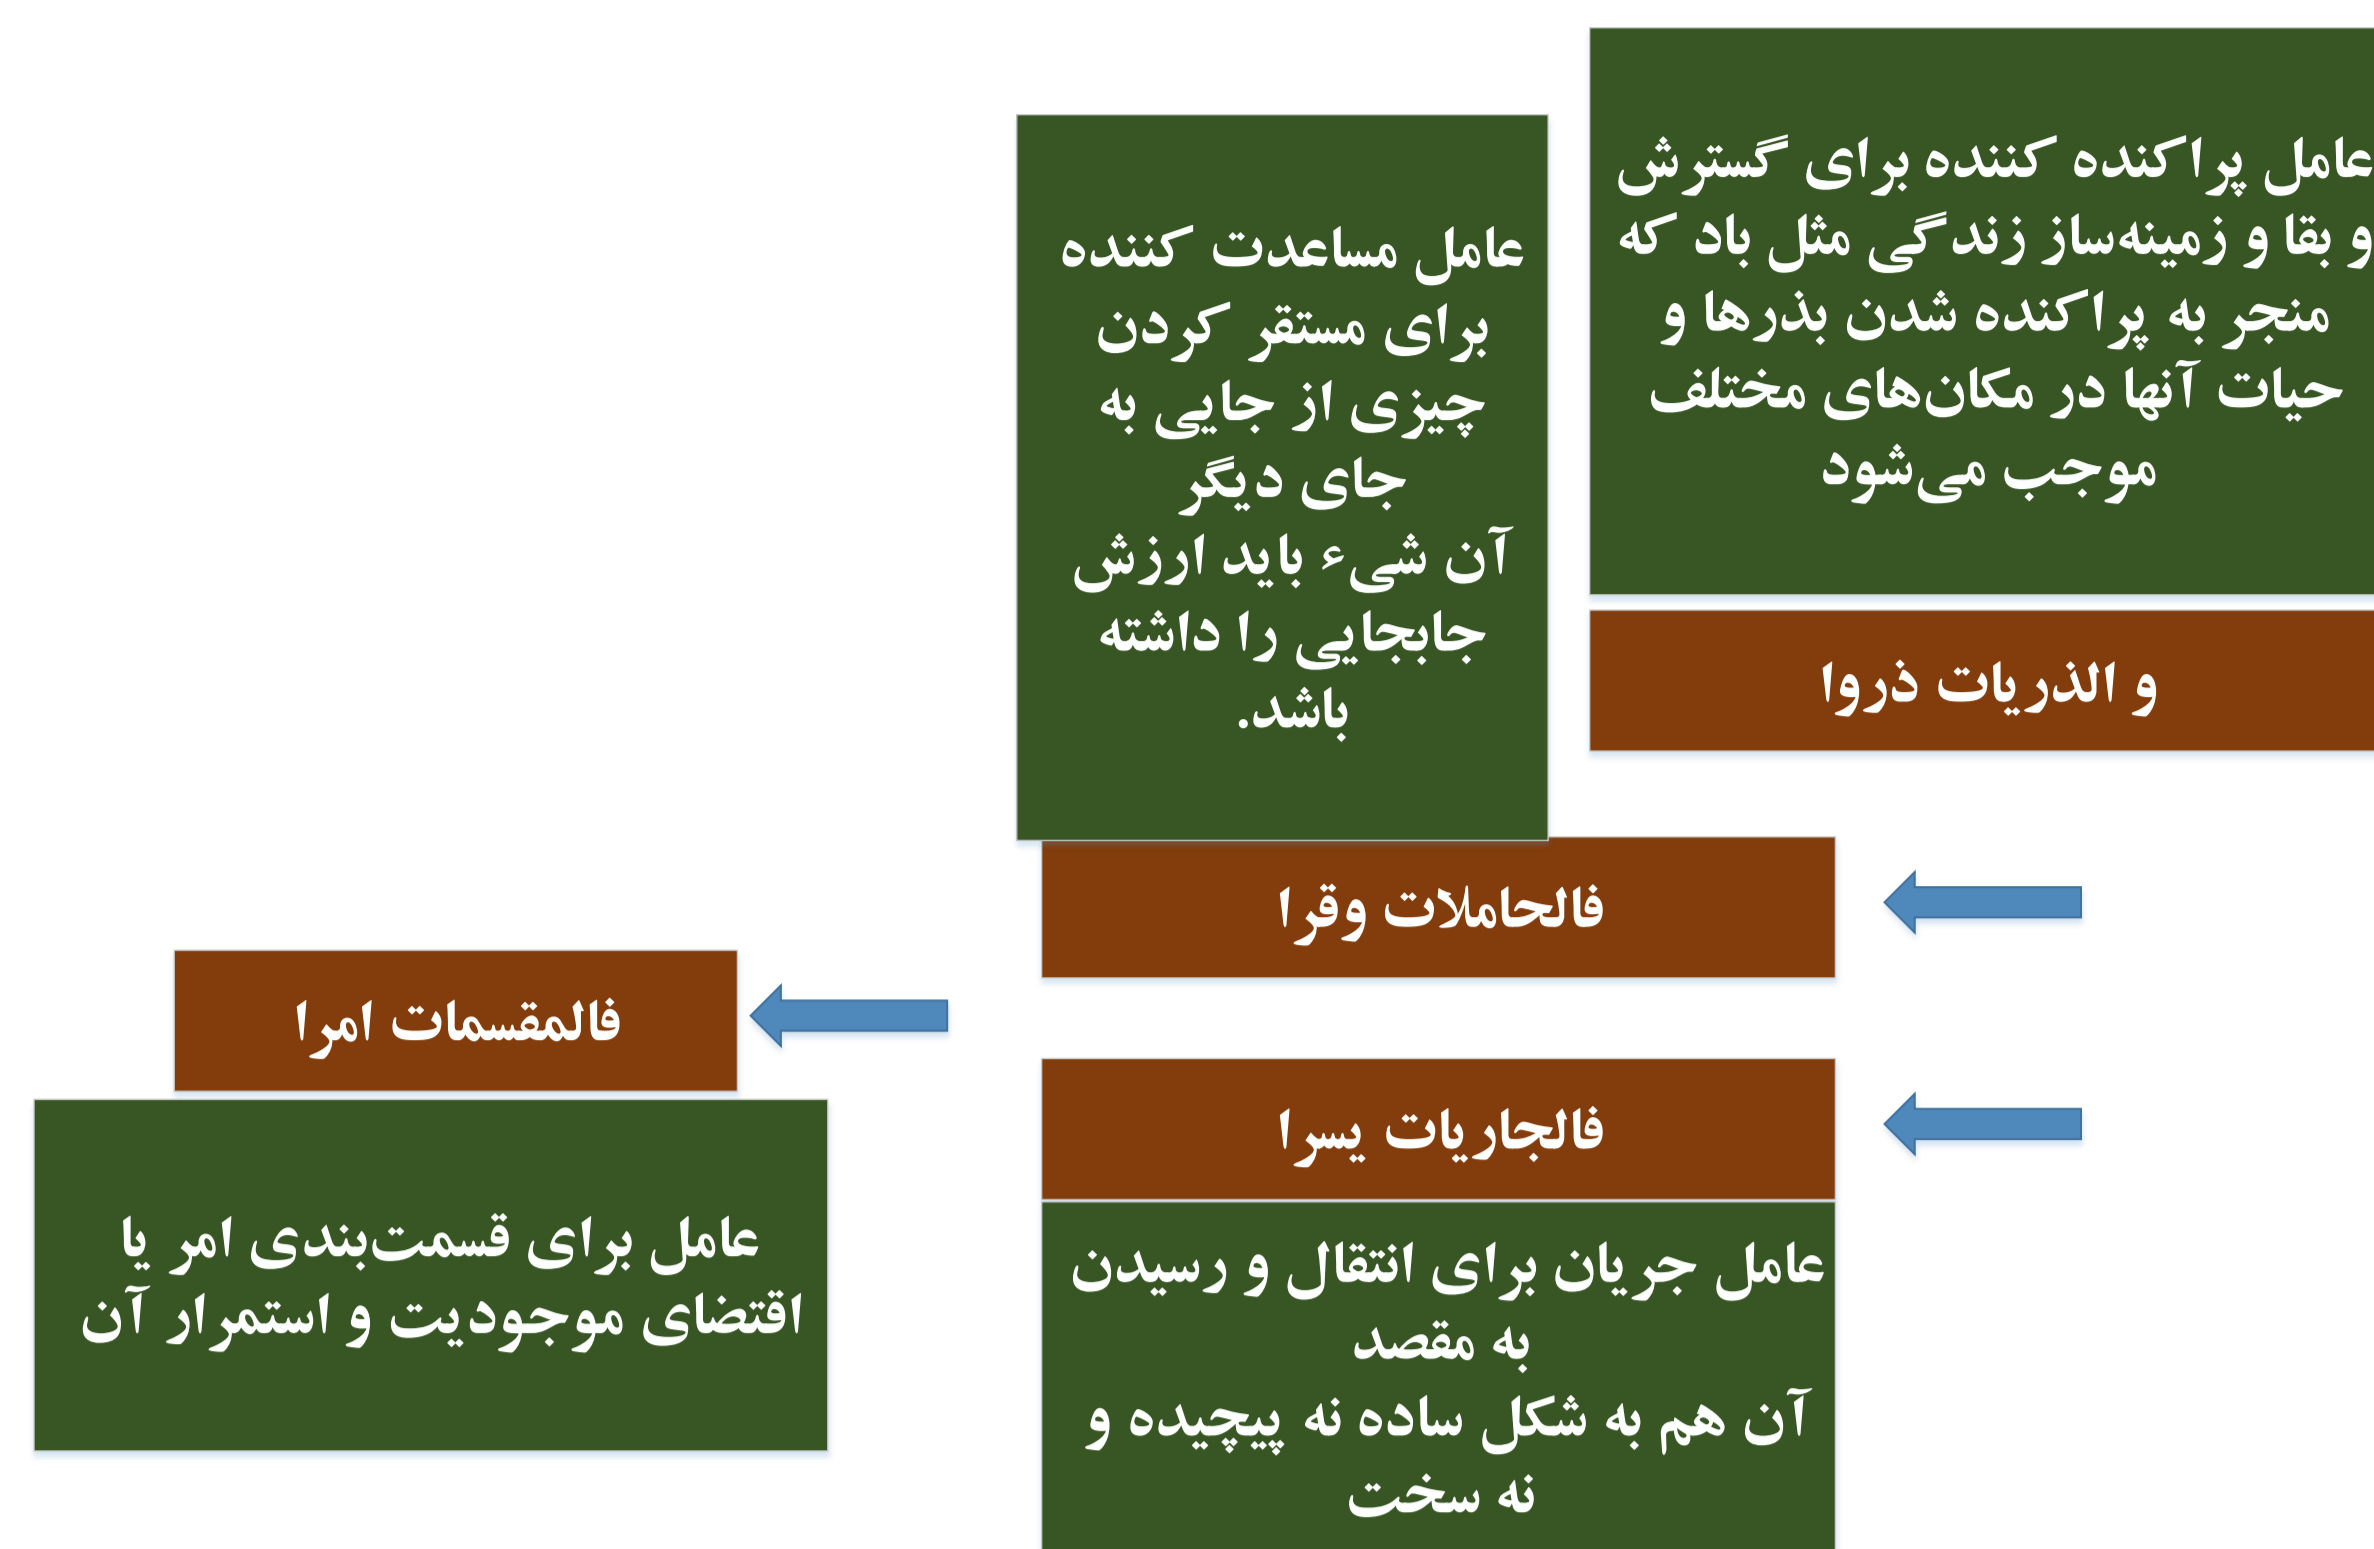 عامل پراکنده کننده برای گسترش
و بقا و زمینه‌ساز زندگی مثل باد که
منجر به پراکنده شدن بذرها و
حیات آنها در مکان‌های مختلف
موجب می‌شود
و الذریات ذروا
عامل مساعدت کننده
برای مستقر کردن
چیزی از جایی به
جای دیگر
آن شیء باید ارزش
جابجایی را داشته
باشد.
فالحاملات وقرا
فالجاریات یسرا
عامل جریان برای انتقال و رسیدن
به مقصد
آن هم به شکل ساده نه پیچیده و
نه سخت
فالمقسمات امرا
عامل برای قسمت‌بندی امر یا
اقتضای موجودیت و استمرار آن